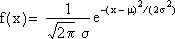 f(x) = 1/(√2π σ) e^-(x-μ)²/(2σ²)